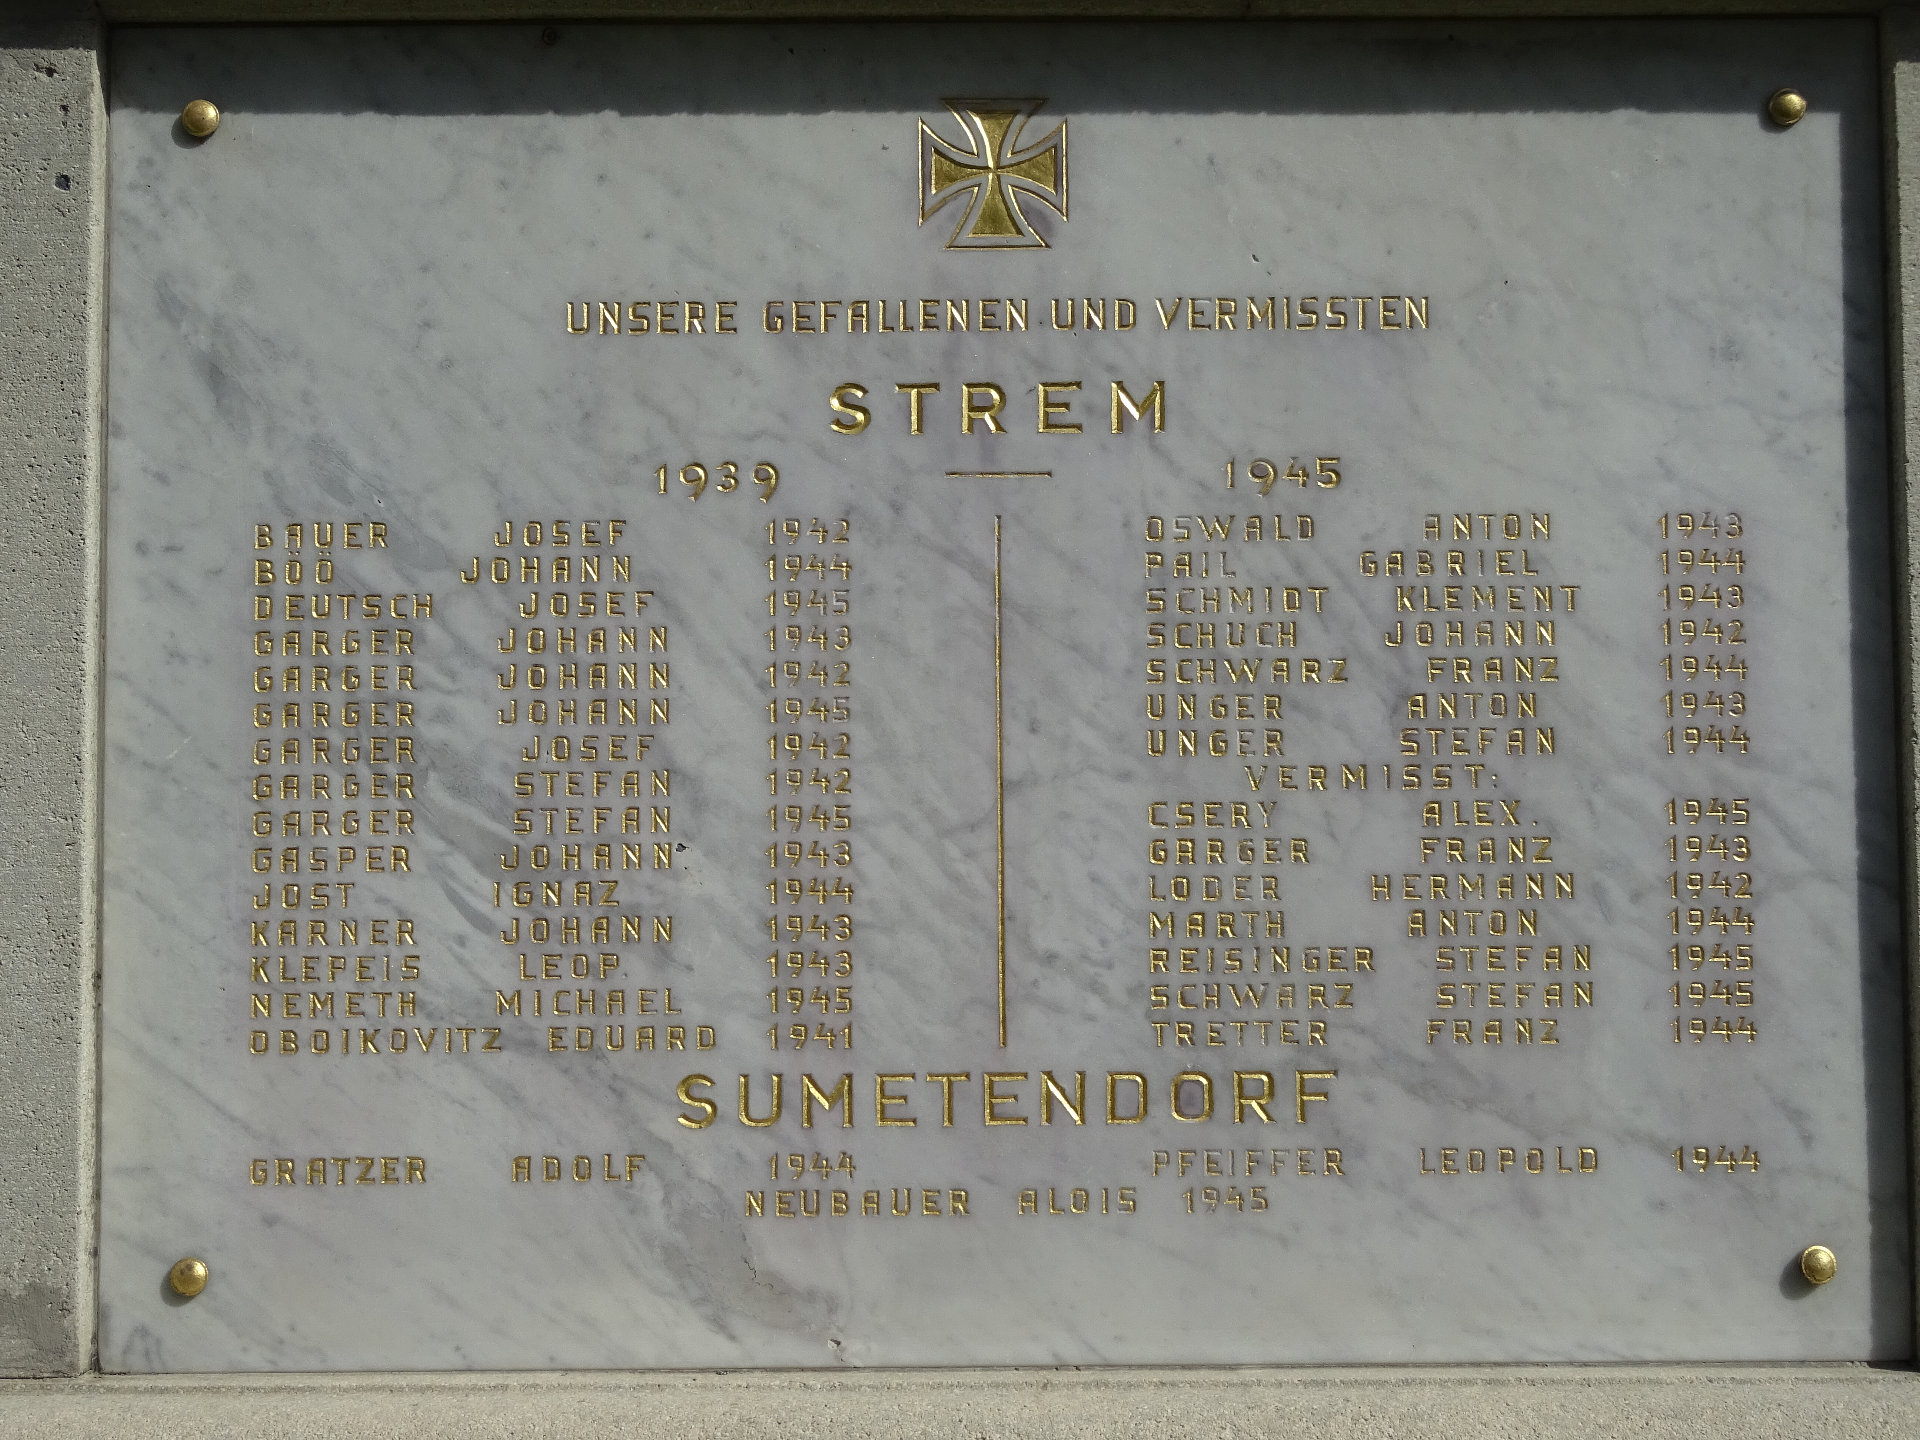 UNSERE GEFALLENEN UND VERMISSTEN
STREM
1939 — 1945
BAUER JOSEF 1942
BÖÖ JOHANN 1944
DEUTSCH JOSEF 1945
GARGER JOHANN 1943
GARGER JOHANN 1942
GARGER JOHANN 1945
GARGER JOSEF 1942
GARGER STEFAN 1942
GARGER STEFAN 1945
GASPER JOHANN 1943
JOST IGNAZ 1944
KARNER JOHANN 1943
KLEPEIS LEOP. 1943
NEMETH MICHAEL 1945
OBOIKOVITZ EDUARD 1941
OSWALD ANTON 1943
PAIL GABRIEL 1944
SCHMIDT KLEMENT 1943
SCHUCH JOHANN 1942
SCHWARZ FRANZ 1944
UNGER ANTON 1943
UNGER STEFAN 1944
VERMISST:
CSERY ALEX. 1945
GARGER FRANZ 1943
LODER HERMANN 1942
MARTH ANTON 1944
REISINGER STEFAN 1945
SCHWARZ STEFAN 1945
TRETTER FRANZ 1944
SUMETENDORF
GRATZER ADOLF 1944
PFEIFFER LEOPOLD 1944
NEUBAUER ALOIS 1945